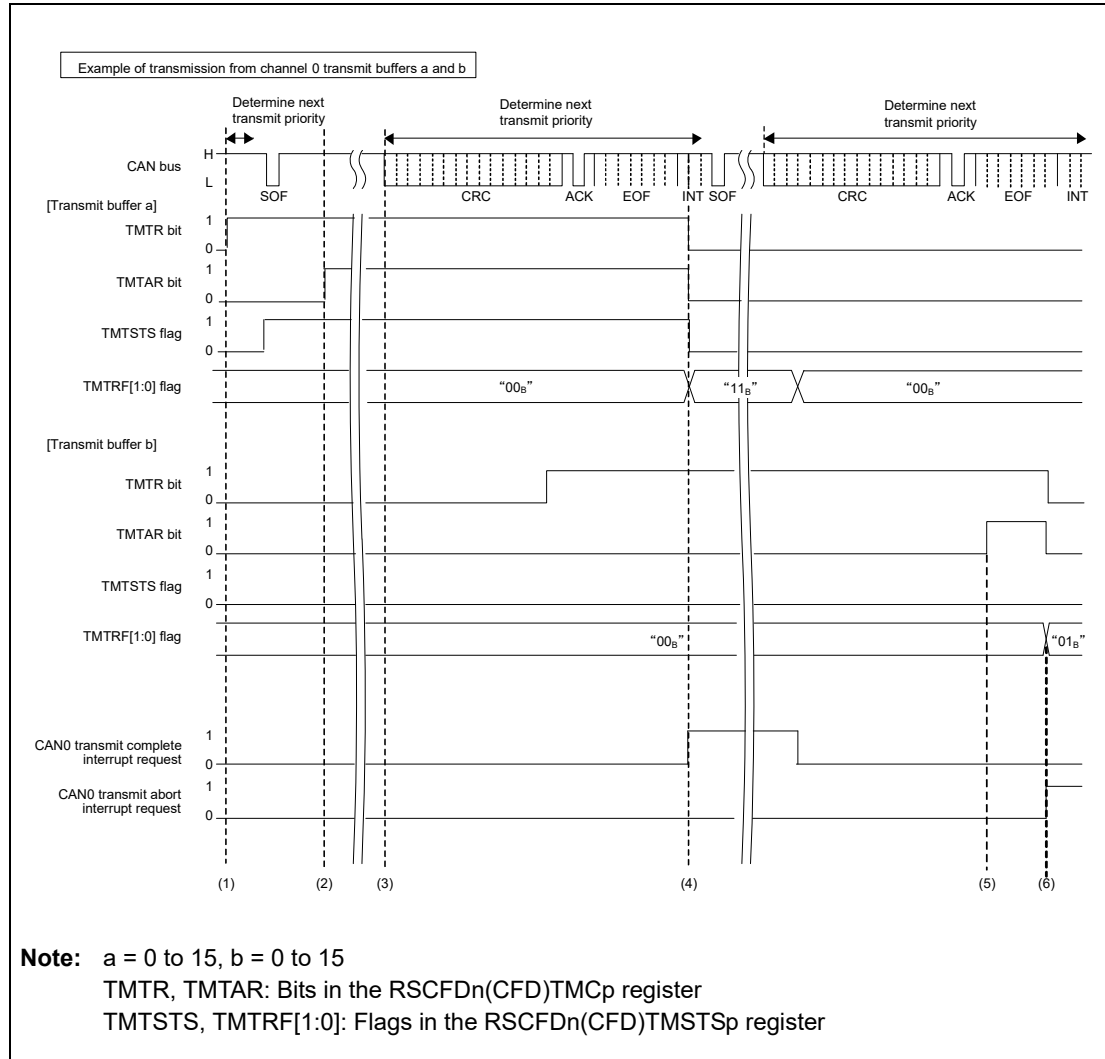 Example of transmission from channel 0 transmit buffers a and b
Determine next
transmit priority
Determine next
transmit priority
Determine next
transmit priority
CAN bus
H
L
SOF
CRC
ACK
EOF
INT
SOF
CRC
ACK
EOF
INT
[Transmit buffer a]
TMTR bit
1
0
TMTAR bit
1
0
TMTSTS flag
1
0
TMTRF[1:0] flag
“00B”
“11B”
“00B”
[Transmit buffer b]
TMTR bit
1
0
TMTAR bit
1
0
TMTSTS flag
1
0
TMTRF[1:0] flag
“00B”
“01B”
CAN0 transmit complete
interrupt request
1
0
CAN0 transmit abort
interrupt request
1
0
(1)
(2)
(3)
(4)
(5)
(6)
Note: a = 0 to 15, b = 0 to 15
TMTR, TMTAR: Bits in the RSCFDn(CFD)TMCp register
TMTSTS, TMTRF[1:0]: Flags in the RSCFDn(CFD)TMSTSp register